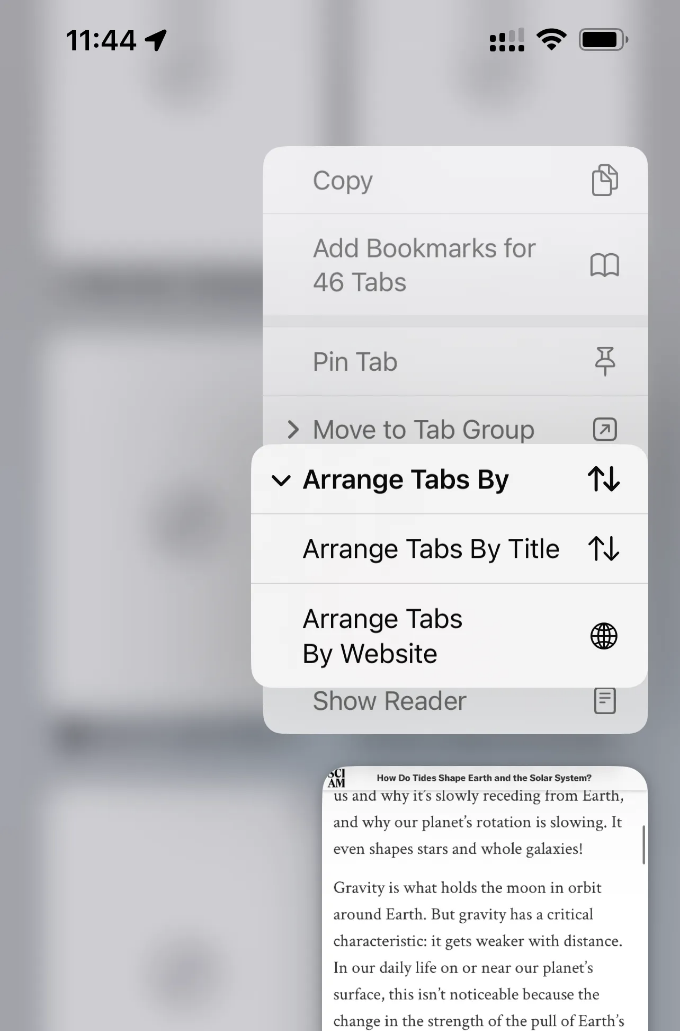 11:44
Copy
Add Bookmarks for
46 Tabs
Pin Tab
Move to Tab Group
Arrange Tabs By
Arrange Tabs By Title
Arrange Tabs
By Website
Show Reader
SCI
AM
How Do Tides Shape Earth and the Solar System?
us and why it’s slowly receding from Earth,
and why our planet’s rotation is slowing. It
even shapes stars and whole galaxies!
Gravity is what holds the moon in orbit
around Earth. But gravity has a critical
characteristic: it gets weaker with distance.
In our daily life on or near our planet’s
surface, this isn’t noticeable because the
change in the strength of the pull of Earth’s